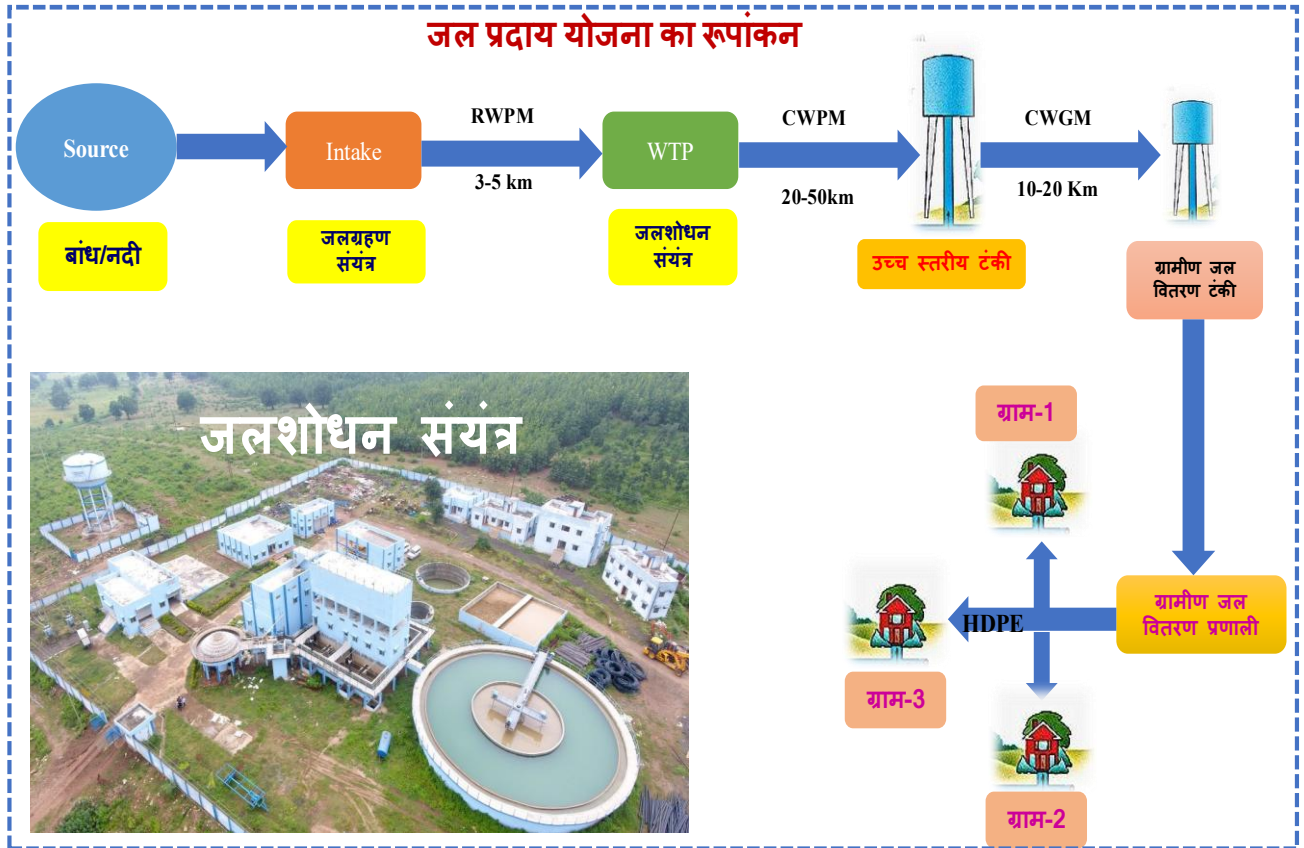 जल प्रदाय योजना का रूपांकन
Source
Intake
RWPM
3-5 km
WTP
CWPM
20-50km
CWGM
10-20 Km
बांध/नदी
जलग्रहण
संयंत्र
जलशोधन
संयंत्र
उच्च स्तरीय टंकी
ग्रामीण जल
वितरण टंकी
जलशोधन संयंत्र
ग्राम-1
ग्रामीण जल
वितरण प्रणाली
HDPE
ग्राम-3
ग्राम-2